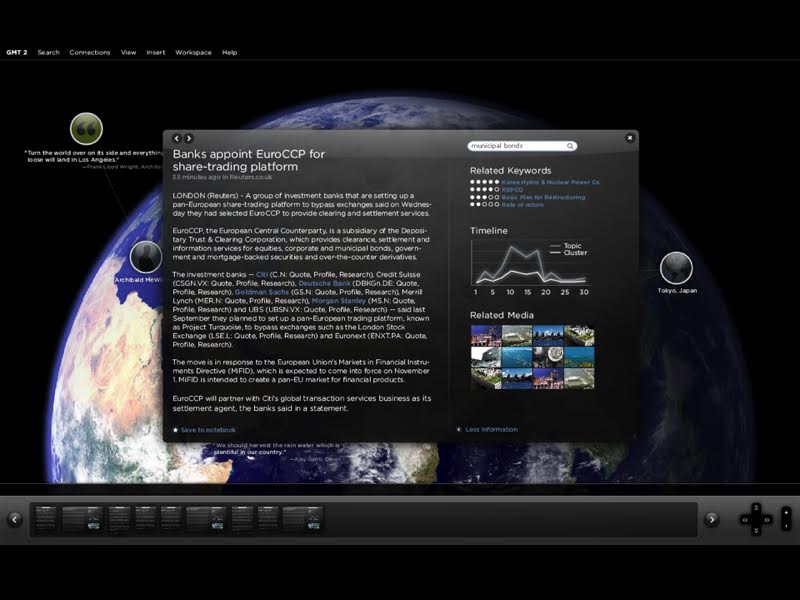 GMT 2 Search Connections View Insert Workspace Help
"Turn the world over on its side and everything
loose will land in Los Angeles."
—Frank Lloyd Wright, Architect
Archibald McWi
Banks appoint EuroCCP for
share-trading platform
33 minutes ago in Reuters.co.uk
LONDON (Reuters) - A group of investment banks that are setting up a
pan-European share-trading platform to bypass exchanges said on Wednes-
day they had selected EuroCCP to provide clearing and settlement services.
EuroCCP, the European Central Counterparty, is a subsidiary of the Deposi-
tary Trust & Clearing Corporation, which provides clearance, settlement and
information services for equities, corporate and municipal bonds, govern-
ment and mortgage-backed securities and over-the-counter derivatives.
The investment banks -- Citi (C.N: Quote, Profile, Research), Credit Suisse
(CSGN.VX: Quote, Profile, Research), Deutsche Bank (DBKGn.DE: Quote,
Profile, Research), Goldman Sachs (GS.N: Quote, Profile, Research), Merrill
Lynch (MER.N: Quote, Profile, Research), Morgan Stanley (MS.N: Quote,
Profile, Research) and UBS (UBSN.VX: Quote, Profile, Research) -- said last
September they planned to set up a pan-European trading platform, known
as Project Turquoise, to bypass exchanges such as the London Stock
Exchange (LSE.L: Quote, Profile, Research) and Euronext (ENXT.PA: Quote,
Profile, Research).
The move is in response to the European Union's Markets in Financial Instru-
ments Directive (MiFID), which is expected to come into force on November
1. MiFID is intended to create a pan-EU market for financial products.
EuroCCP will partner with Citi's global transaction services business as its
settlement agent, the banks said in a statement.
Save to notebook
municipal bonds
Related Keywords
Korea Hydro & Nuclear Power Co
REPCO
Basic Plan for Restructuring
Rate of return
Timeline
Topic
Cluster
1 5 10 15 20 25 30
Related Media
Less information
Tokyo, Japan
"We should harvest the rain water which is
plentiful in our country."